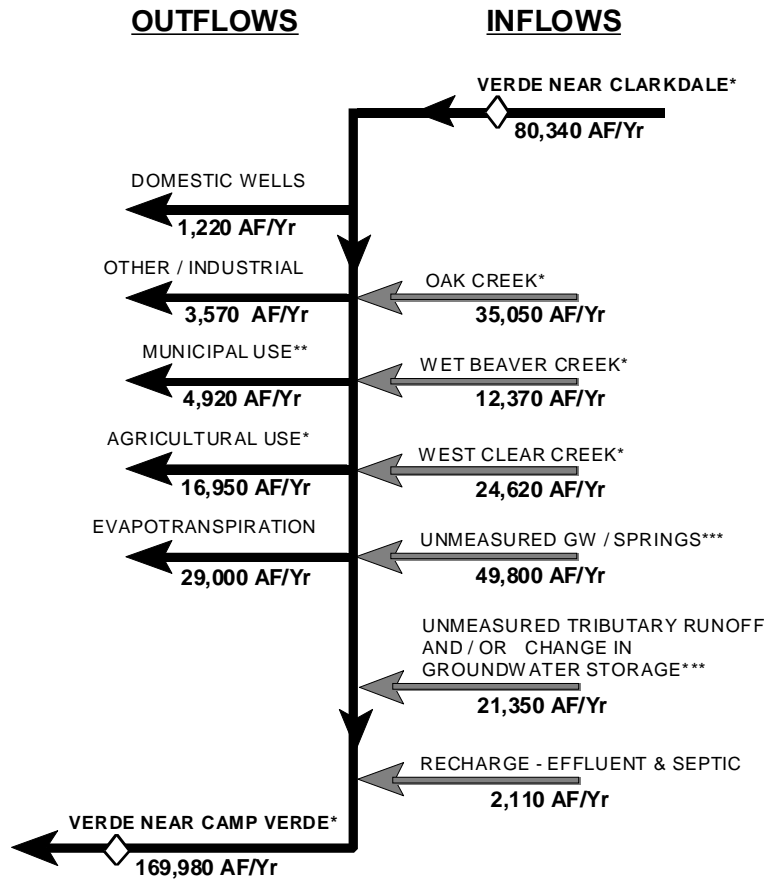 OUTFLOWS
INFLOWS
VERDE NEAR CLARKDALE*
80,340 AF/Yr
DOMESTIC WELLS
1,220 AF/Yr
OTHER / INDUSTRIAL
3,570 AF/Yr
OAK CREEK*
35,050 AF/Yr
MUNICIPAL USE**
4,920 AF/Yr
WET BEAVER CREEK*
12,370 AF/Yr
AGRICULTURAL USE*
16,950 AF/Yr
WEST CLEAR CREEK*
24,620 AF/Yr
EVAPOTRANSPIRATION
29,000 AF/Yr
UNMEASURED GW / SPRINGS***
49,800 AF/Yr
UNMEASURED TRIBUTARY RUNOFF
AND / OR CHANGE IN
GROUNDWATER STORAGE***
21,350 AF/Yr
RECHARGE - EFFLUENT & SEPTIC
2,110 AF/Yr
VERDE NEAR CAMP VERDE*
169,980 AF/Yr